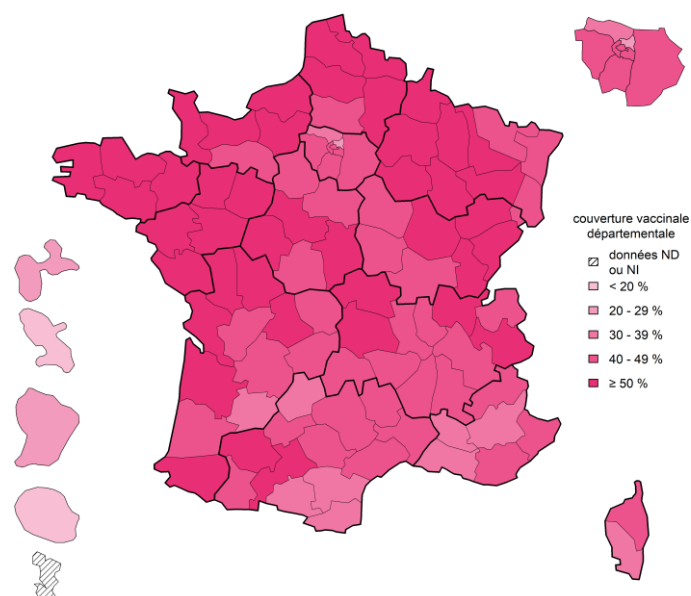 couverture vaccinale
départementale
données ND
ou NI
< 20 %
20 - 29 %
30 - 39 %
40 - 49 %
≥ 50 %